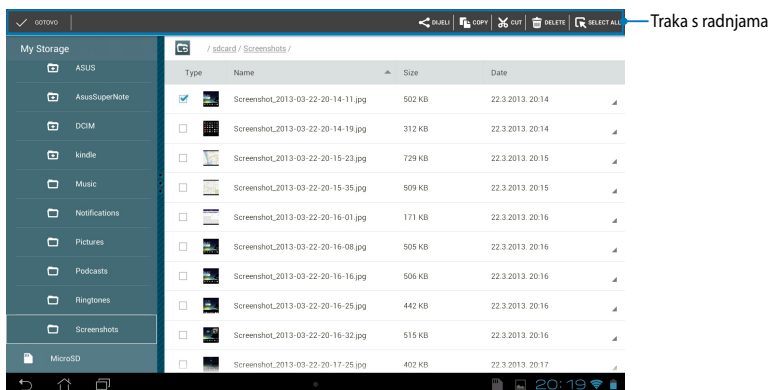 GOTOVO DIJELI COPY CUT DELETE SELECT ALL Traka s radnjama
My Storage / sdcard / Screenshots /
ASUS Type Name Size Date
AsusSuperNote Screenshot_2013-03-22-20-14-11.jpg 502 KB 22.3.2013. 20:14
DCIM Screenshot_2013-03-22-20-14-19.jpg 312 KB 22.3.2013. 20:14
kindle Screenshot_2013-03-22-20-15-23.jpg 729 KB 22.3.2013. 20:15
Music Screenshot_2013-03-22-20-15-35.jpg 509 KB 22.3.2013. 20:15
Notifications Screenshot_2013-03-22-20-16-01.jpg 171 KB 22.3.2013. 20:16
Pictures Screenshot_2013-03-22-20-16-08.jpg 505 KB 22.3.2013. 20:16
Podcasts Screenshot_2013-03-22-20-16-16.jpg 506 KB 22.3.2013. 20:16
Ringtones Screenshot_2013-03-22-20-16-25.jpg 442 KB 22.3.2013. 20:16
Screenshots Screenshot_2013-03-22-20-16-32.jpg 515 KB 22.3.2013. 20:16
MicroSD Screenshot_2013-03-22-20-17-25.jpg 402 KB 22.3.2013. 20:17
20:19